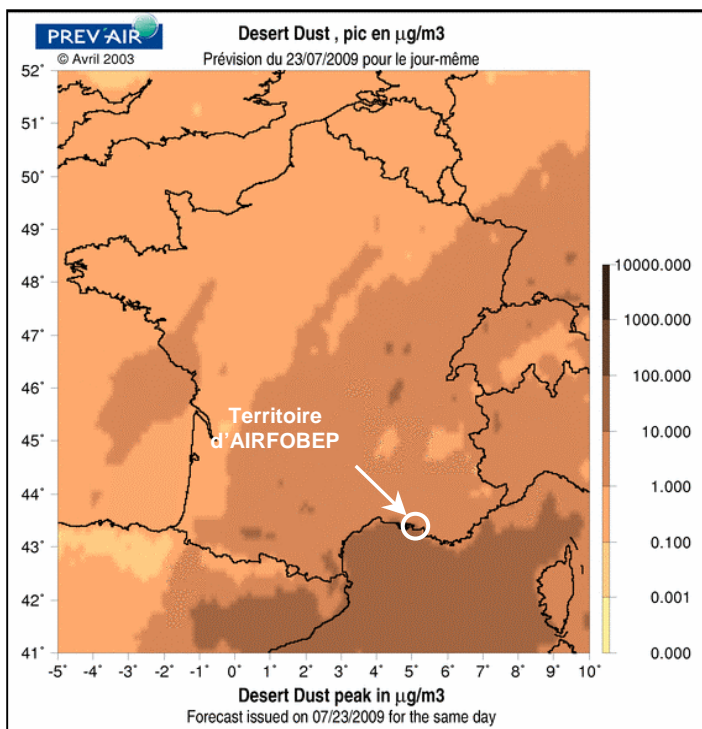 PREV'AIR
© Avril 2003
Desert Dust , pic en µg/m3
Prévision du 23/07/2009 pour le jour-même
52˚
51˚
50˚
49˚
48˚
47˚
46˚
45˚
44˚
43˚
42˚
41˚
Territoire
d'AIRFOBEP
10000.000
1000.000
100.000
10.000
1.000
0.100
0.001
0.000
-5˚ -4˚ -3˚ -2˚ -1˚ 0˚ 1˚ 2˚ 3˚ 4˚ 5˚ 6˚ 7˚ 8˚ 9˚ 10˚
Desert Dust peak in µg/m3
Forecast issued on 07/23/2009 for the same day